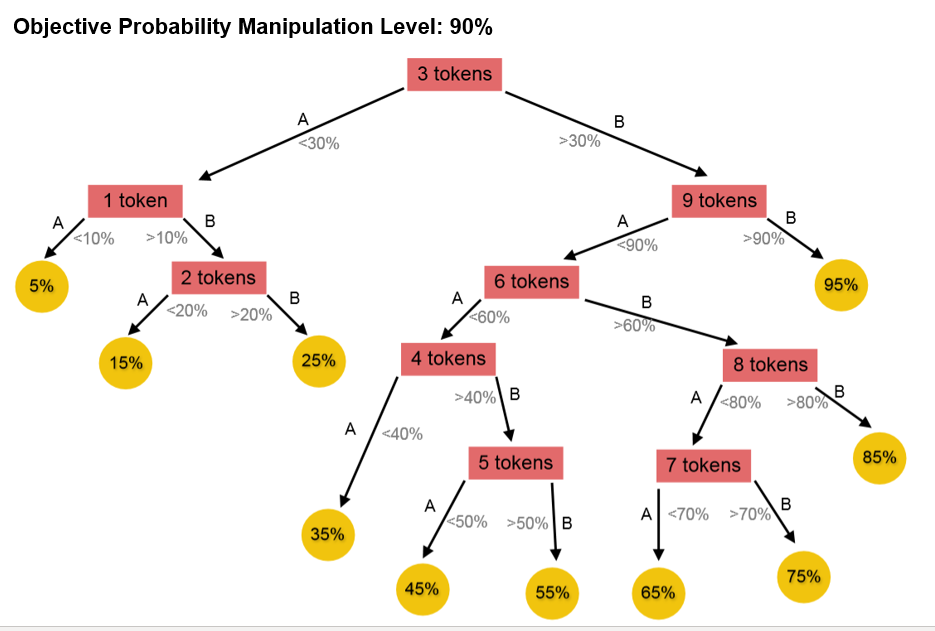 Objective Probability Manipulation Level: 90%
3 tokens
A
<30%
B
>30%
1 token
9 tokens
A
<10%
B
>10%
A
<90%
B
>90%
5%
2 tokens
6 tokens
95%
A
<20%
B
>20%
A
<60%
B
>60%
15%
25%
4 tokens
8 tokens
A
<40%
B
>40%
A
<80%
B
>80%
5 tokens
7 tokens
85%
35%
A
<50%
B
>50%
A
<70%
B
>70%
45%
55%
65%
75%